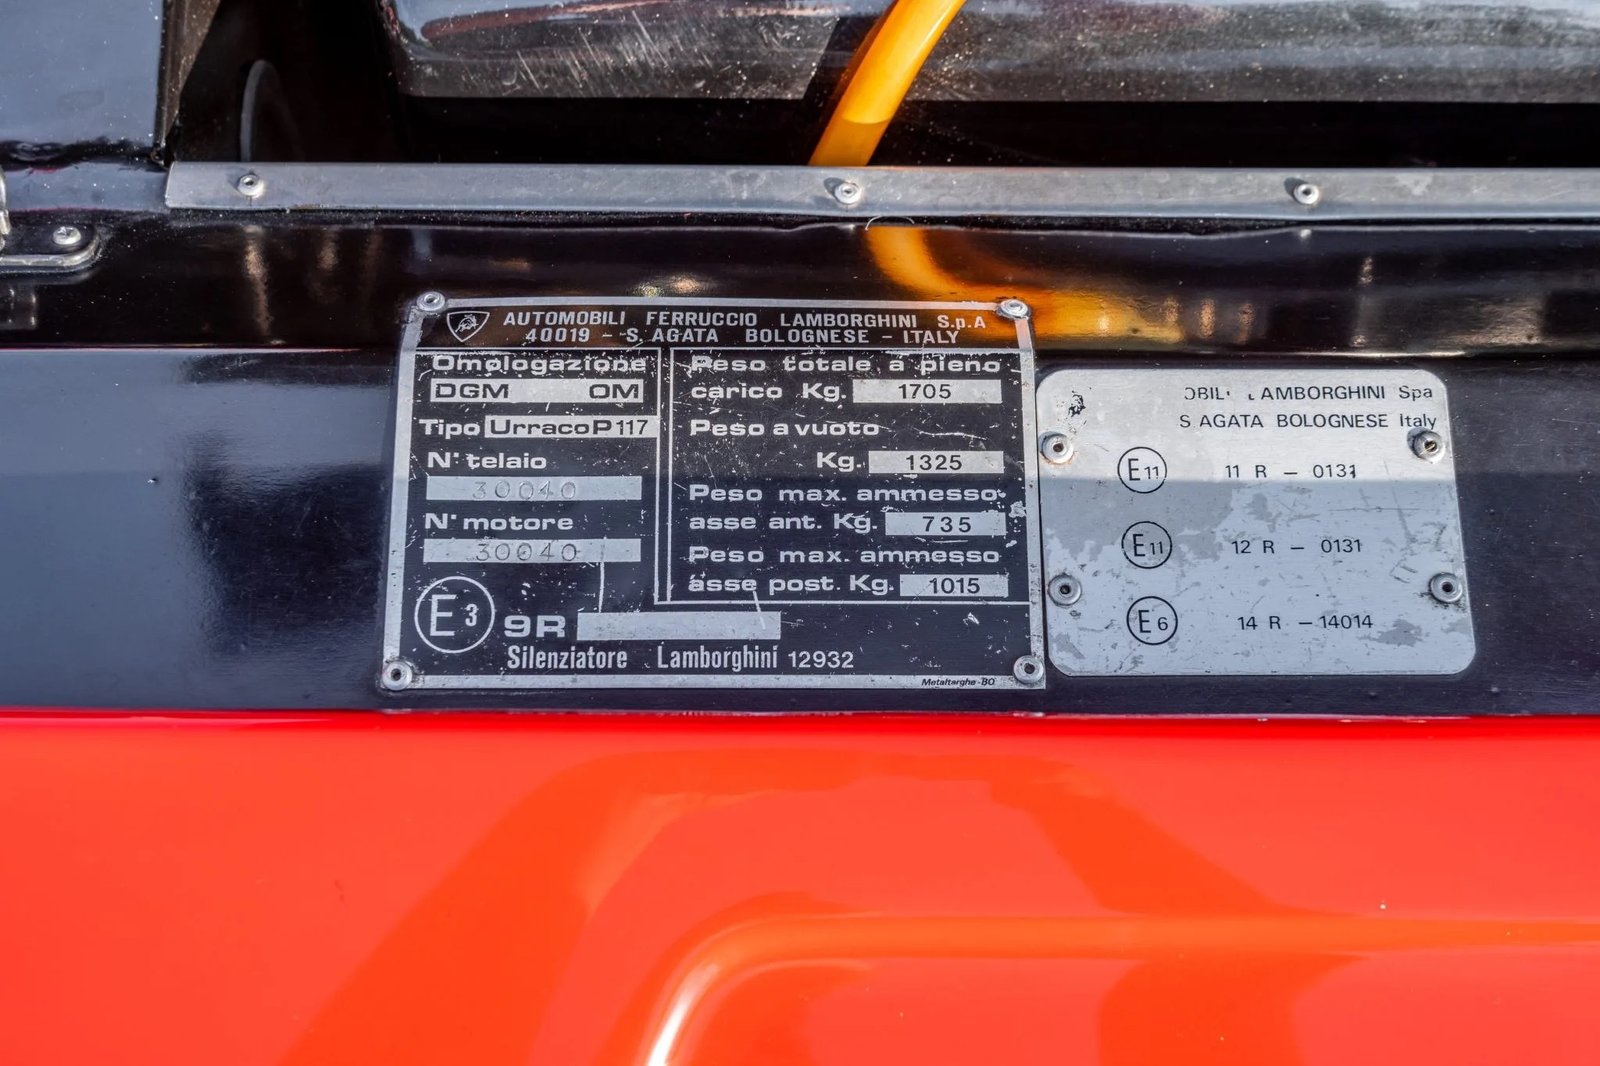 AUTOMOBILI FERRUCCIO LAMBORGHINI S.p.A
40019 - S. AGATA BOLOGNESE - ITALY
Omologazione
DGM OM
Tipo Urraco P117
N° telaio
30040
N° motore
30040
E3 9R
Silenziatore Lamborghini 12932
Peso totale a pieno
carico Kg. 1705
Peso a vuoto
Kg. 1325
Peso max. ammesso
asse ant. Kg. 735
Peso max. ammesso
asse post. Kg. 1015
Metaltarghe-BO
OBILI LAMBORGHINI Spa
S. AGATA BOLOGNESE Italy
E11 11 R - 0131
E11 12 R - 0131
E6 14 R - 14014